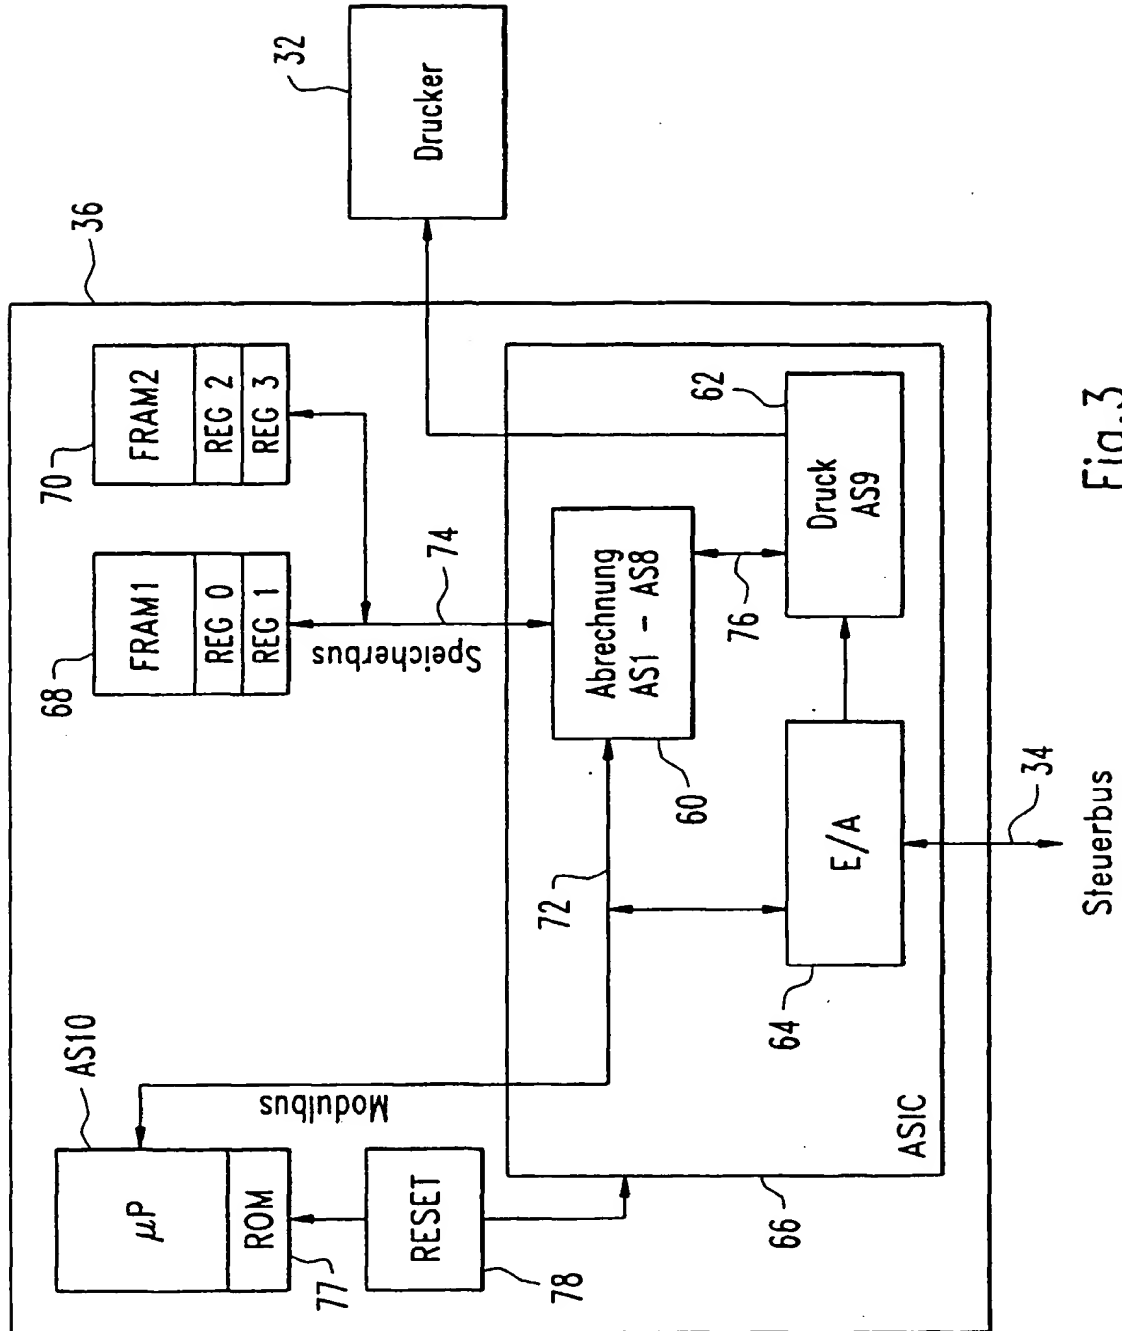 AS10
µP
ROM
77
RESET
78
Modulbus
68
FRAM1
REG 0
REG 1
70
FRAM2
REG 2
REG 3
36
32
Drucker
Speicherbus
74
72
Abrechnung
AS1 - AS8
60
76
62
Druck
AS9
E/A
64
ASIC
66
34
Steuerbus
Fig.3